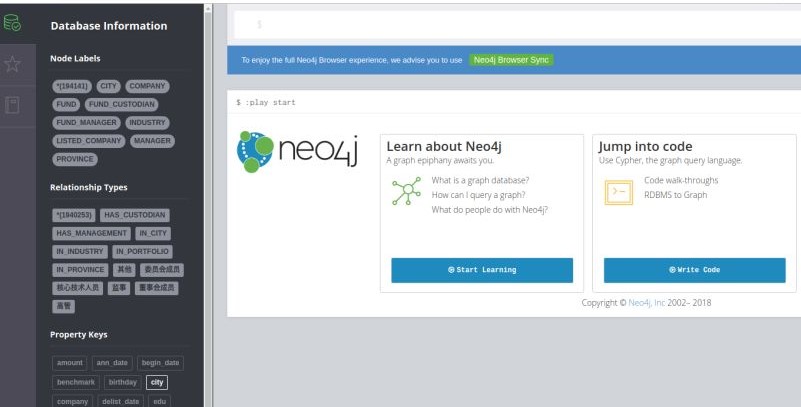 Database Information
Node Labels
*(194141) CITY COMPANY
FUND FUND_CUSTODIAN
FUND_MANAGER INDUSTRY
LISTED_COMPANY MANAGER
PROVINCE
Relationship Types
*(1940253) HAS_CUSTODIAN
HAS_MANAGEMENT IN_CITY
IN_INDUSTRY IN_PORTFOLIO
IN_PROVINCE 其他 委员会成员
核心技术人员 监事 董事会成员
高管
Property Keys
amount ann_date begin_date
benchmark birthday city
company delist_date edu
$
To enjoy the full Neo4j Browser experience, we advise you to use Neo4j Browser Sync
$ :play start
neo4j
Learn about Neo4j
A graph epiphany awaits you.
What is a graph database?
How can I query a graph?
What do people do with Neo4j?
Start Learning
Jump into code
Use Cypher, the graph query language.
Code walk-throughs
RDBMS to Graph
Write Code
Copyright © Neo4j, Inc 2002– 2018